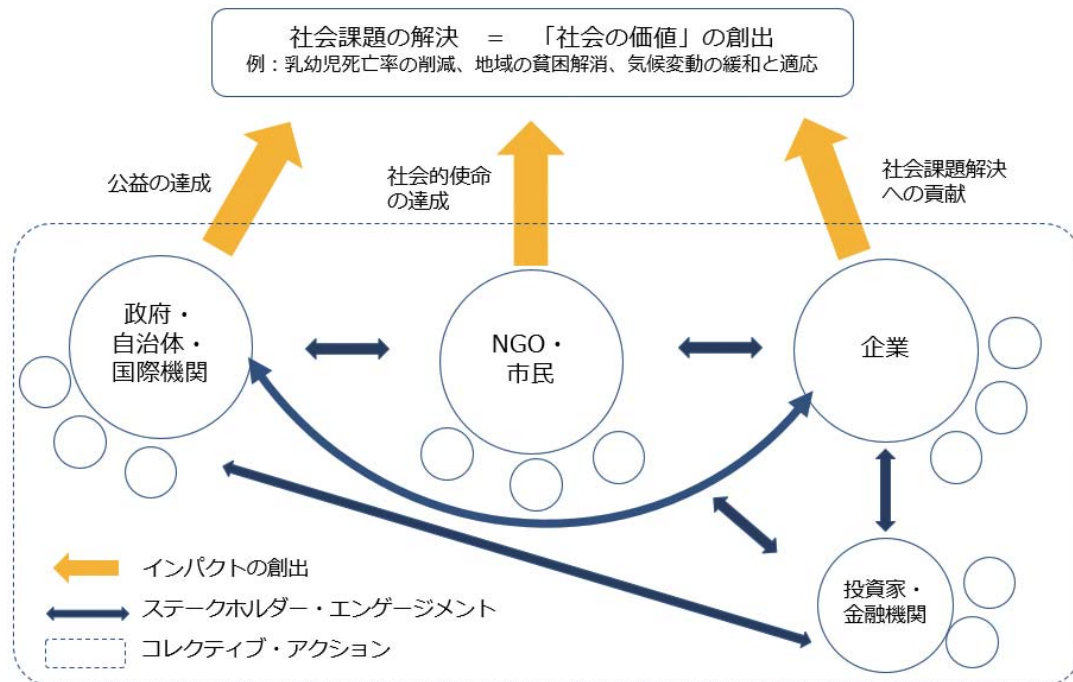 社会課題の解決 = 「社会の価値」の創出
例：乳幼児死亡率の削減、地域の貧困解消、気候変動の緩和と適応
公益の達成
社会的使命
の達成
社会課題解決
への貢献
政府・
自治体・
国際機関
NGO・
市民
企業
投資家・
金融機関
インパクトの創出
ステークホルダー・エンゲージメント
コレクティブ・アクション